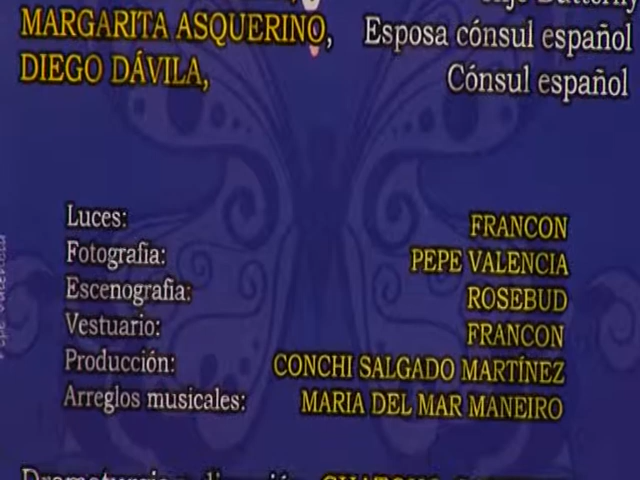 MARGARITA ASQUERINO, Esposa cónsul español
DIEGO DÁVILA, Cónsul español
Luces: FRANCON
Fotografía: PEPE VALENCIA
Escenografía: ROSEBUD
Vestuario: FRANCON
Producción: CONCHI SALGADO MARTÍNEZ
Arreglos musicales: MARIA DEL MAR MANEIRO